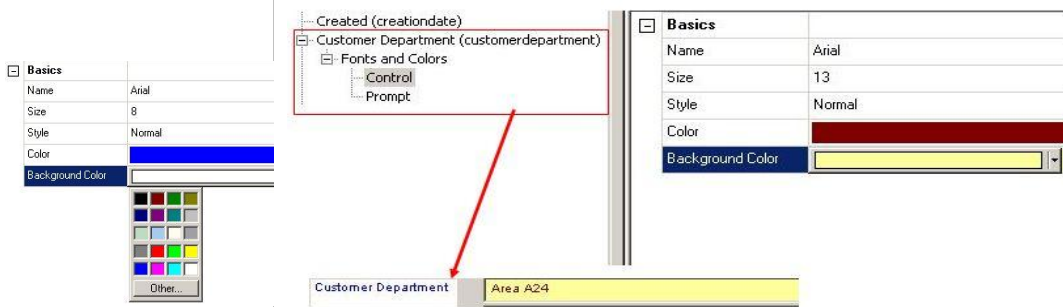 Basics
Name Arial
Size 8
Style Normal
Color
Background Color
Other...
Created (creationdate)
Customer Department (customerdepartment)
Fonts and Colors
Control
Prompt
Basics
Name Arial
Size 13
Style Normal
Color
Background Color
Customer Department Area A24